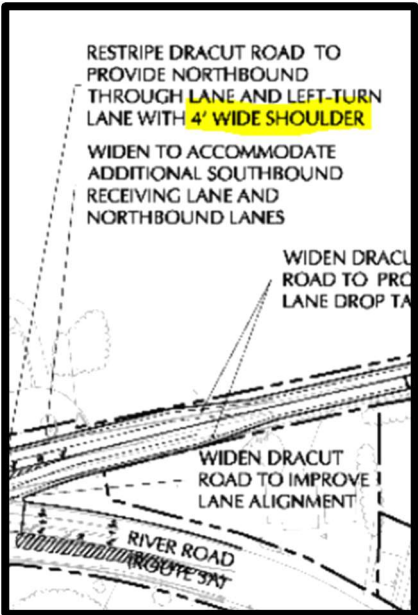 RESTRIPE DRACUT ROAD TO
PROVIDE NORTHBOUND
THROUGH LANE AND LEFT-TURN
LANE WITH 4' WIDE SHOULDER
WIDEN TO ACCOMMODATE
ADDITIONAL SOUTHBOUND
RECEIVING LANE AND
NORTHBOUND LANES
WIDEN DRACU
ROAD TO PRO
LANE DROP TA
WIDEN DRACUT
ROAD TO IMPROVE
LANE ALIGNMENT
RIVER ROAD
(ROUTE 3A)